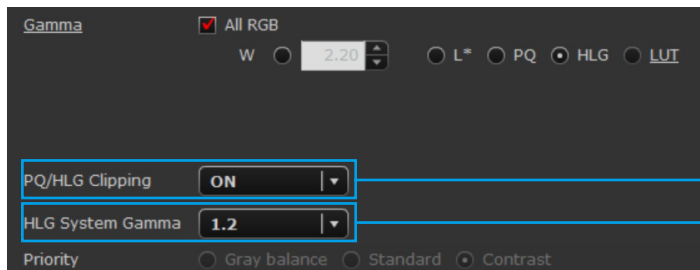 Gamma All RGB
W 2.20 L* PQ HLG LUT
PQ/HLG Clipping ON
HLG System Gamma 1.2
Priority Gray balance Standard Contrast